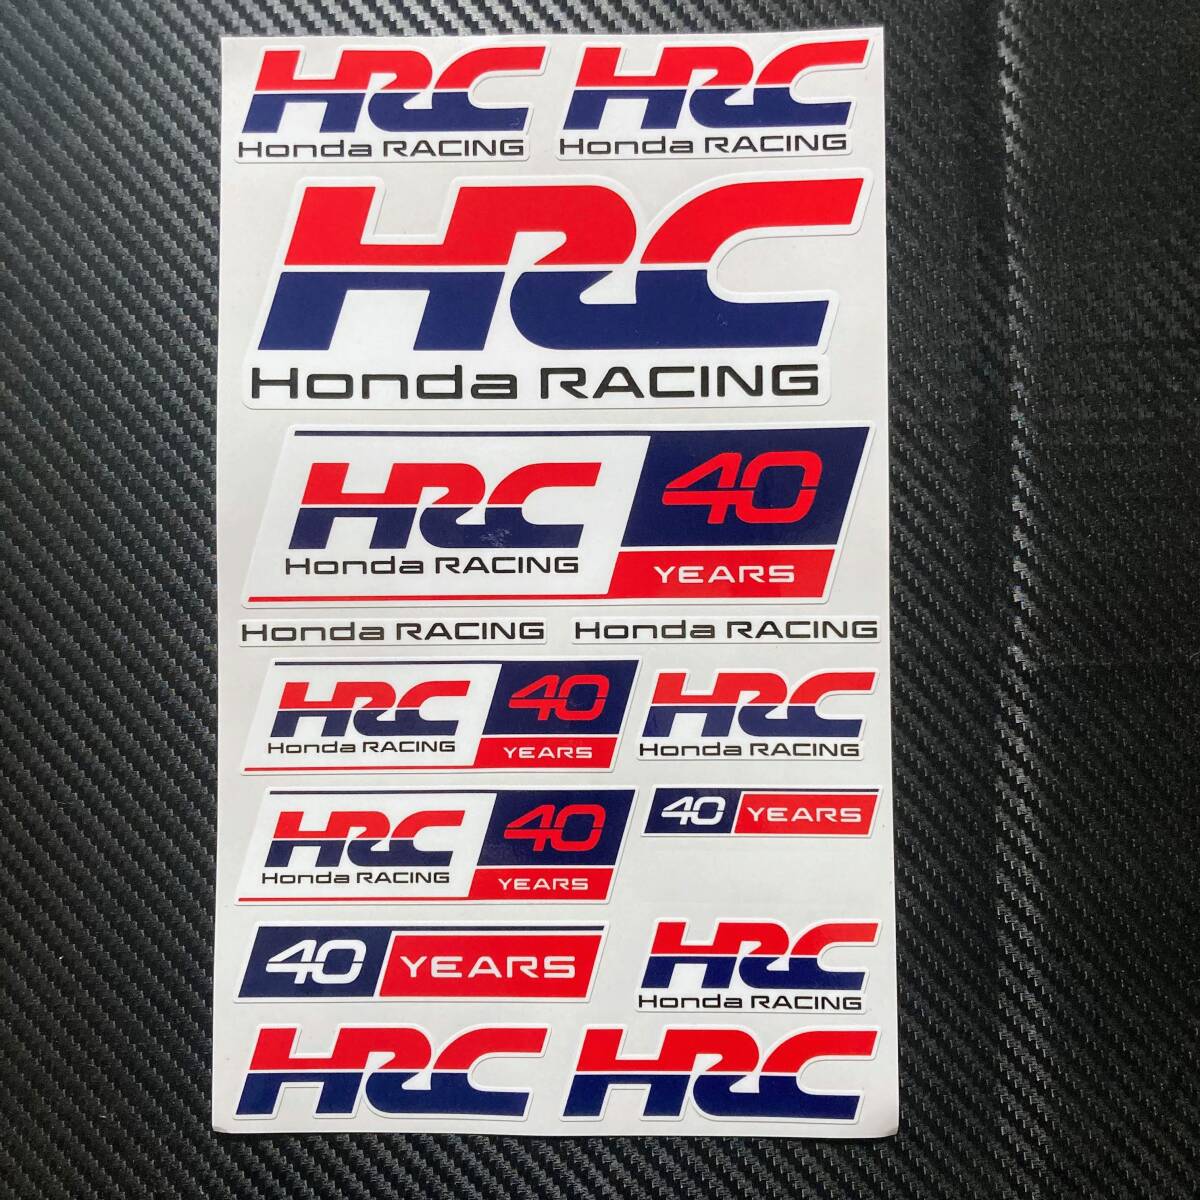 HRC HRC
Honda RACING Honda RACING
HRC
Honda RACING
HRC 40
Honda RACING YEARS
Honda RACING Honda RACING
HRC 40 HRC
Honda RACING YEARS Honda RACING
HRC 40 40 YEARS
Honda RACING YEARS
40 YEARS HRC
Honda RACING
HRC HRC